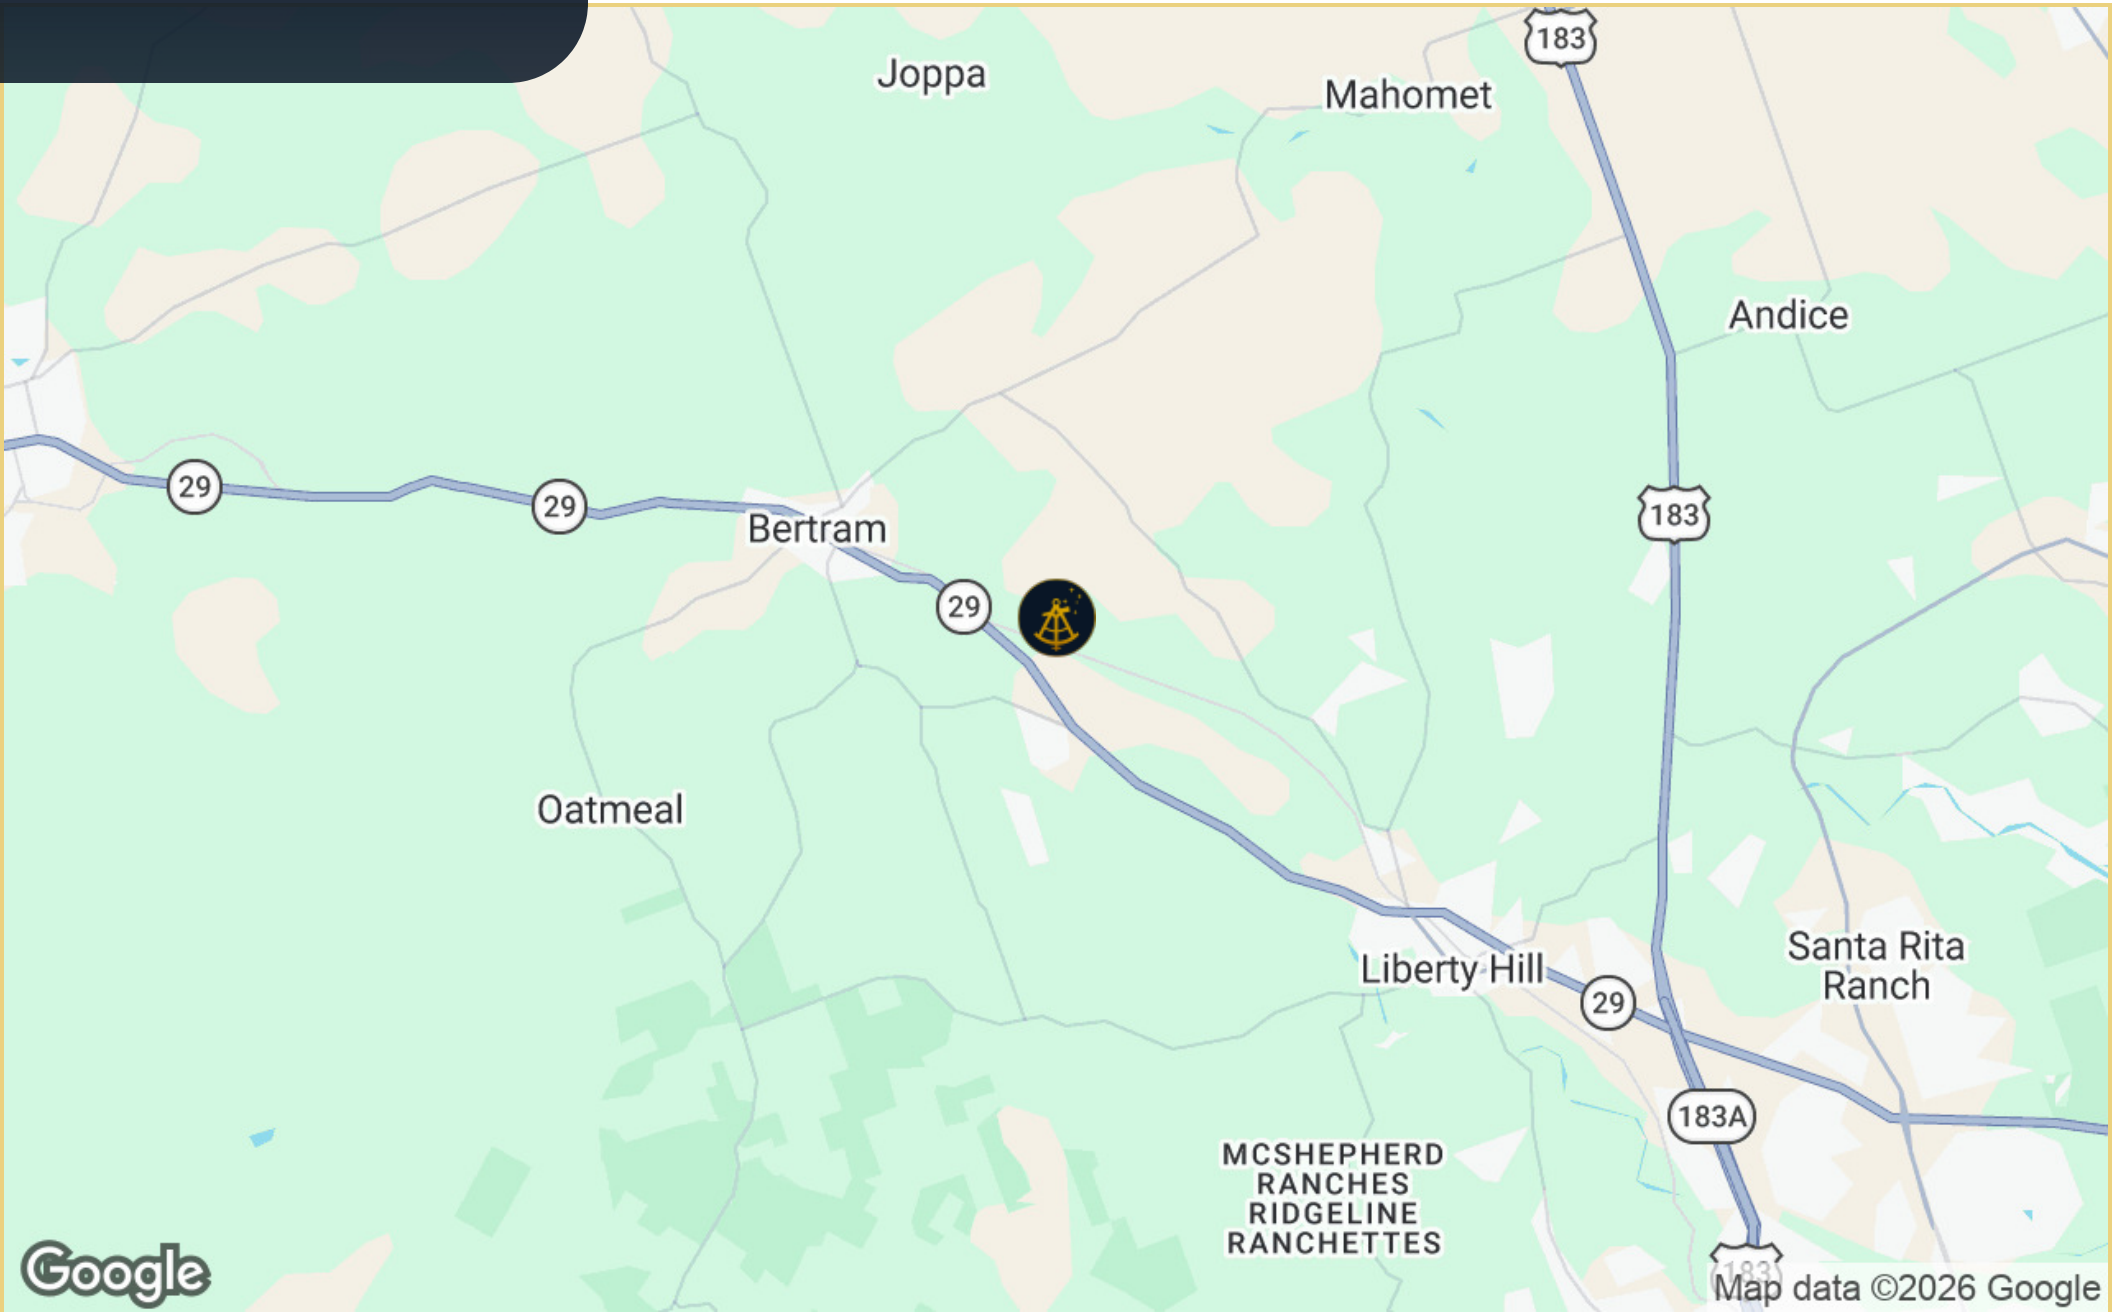 183
Joppa
Mahomet
Andice
29
29
183
Bertram
29
Oatmeal
Santa Rita
Ranch
Liberty Hill
29
183A
MCSHEPHERD
RANCHES
RIDGELINE
RANCHETTES
Google
183
Map data ©2026 Google